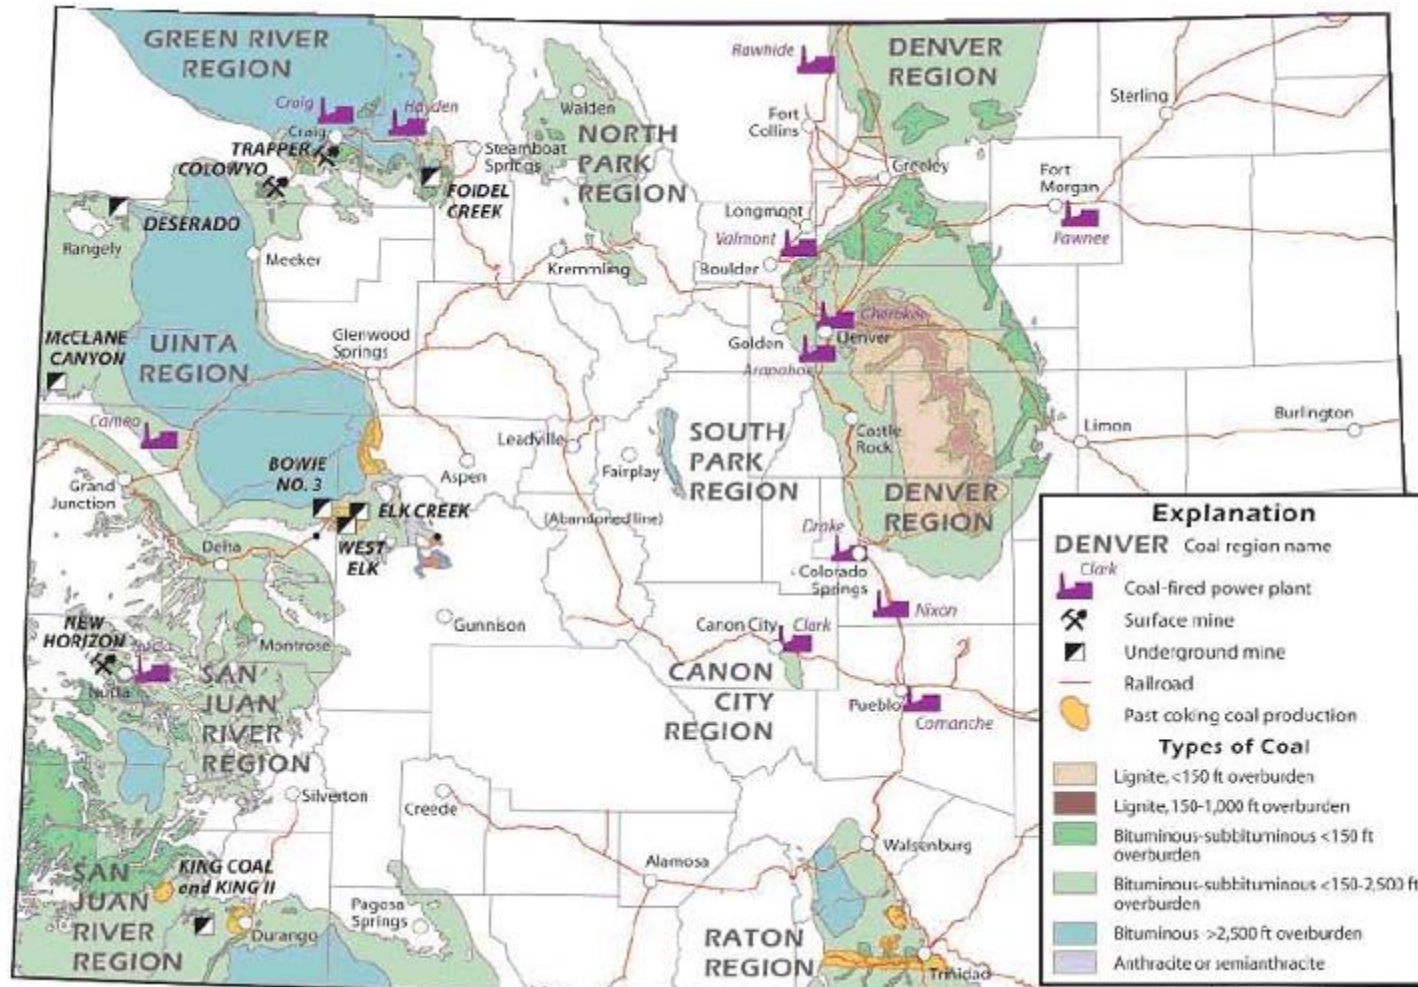 GREEN RIVER
REGION
Craig
Hayden
Craig
TRAPPER
COLOWYO
Steamboat
Springs
FOIDEL
CREEK
DESERADO
Rangely
Meeker
Walden
NORTH
PARK
REGION
Kremmling
Rawhide
DENVER
REGION
Fort
Collins
Greeley
Sterling
Fort
Morgan
Pawnee
Longmont
Valmont
Boulder
Cherokee
Golden
Denver
Arapahoe
McCLANE
CANYON
UINTA
REGION
Glenwood
Springs
Cameo
Grand
Junction
BOWIE
NO. 3
ELK CREEK
WEST
ELK
Delta
Aspen
Leadville
Fairplay
(Abandoned line)
SOUTH
PARK
REGION
Castle
Rock
DENVER
REGION
Limon
Burlington
Drake
Colorado
Springs
Nixon
Gunnison
Canon City
Clark
CANON
CITY
REGION
Pueblo
Comanche
NEW
HORIZON
Nucla
Montrose
SAN
JUAN
RIVER
REGION
Silverton
Creede
Alamosa
Walsenburg
KING COAL
and KING II
SAN
JUAN
RIVER
REGION
Durango
Pagosa
Springs
RATON
REGION
Trinidad
Explanation
DENVER Coal region name
Clark
Coal-fired power plant
Surface mine
Underground mine
Railroad
Past coking coal production
Types of Coal
Lignite, <150 ft overburden
Lignite, 150-1,000 ft overburden
Bituminous-subbituminous <150 ft
overburden
Bituminous-subbituminous <150-2,500 ft
overburden
Bituminous >2,500 ft overburden
Anthracite or semianthracite